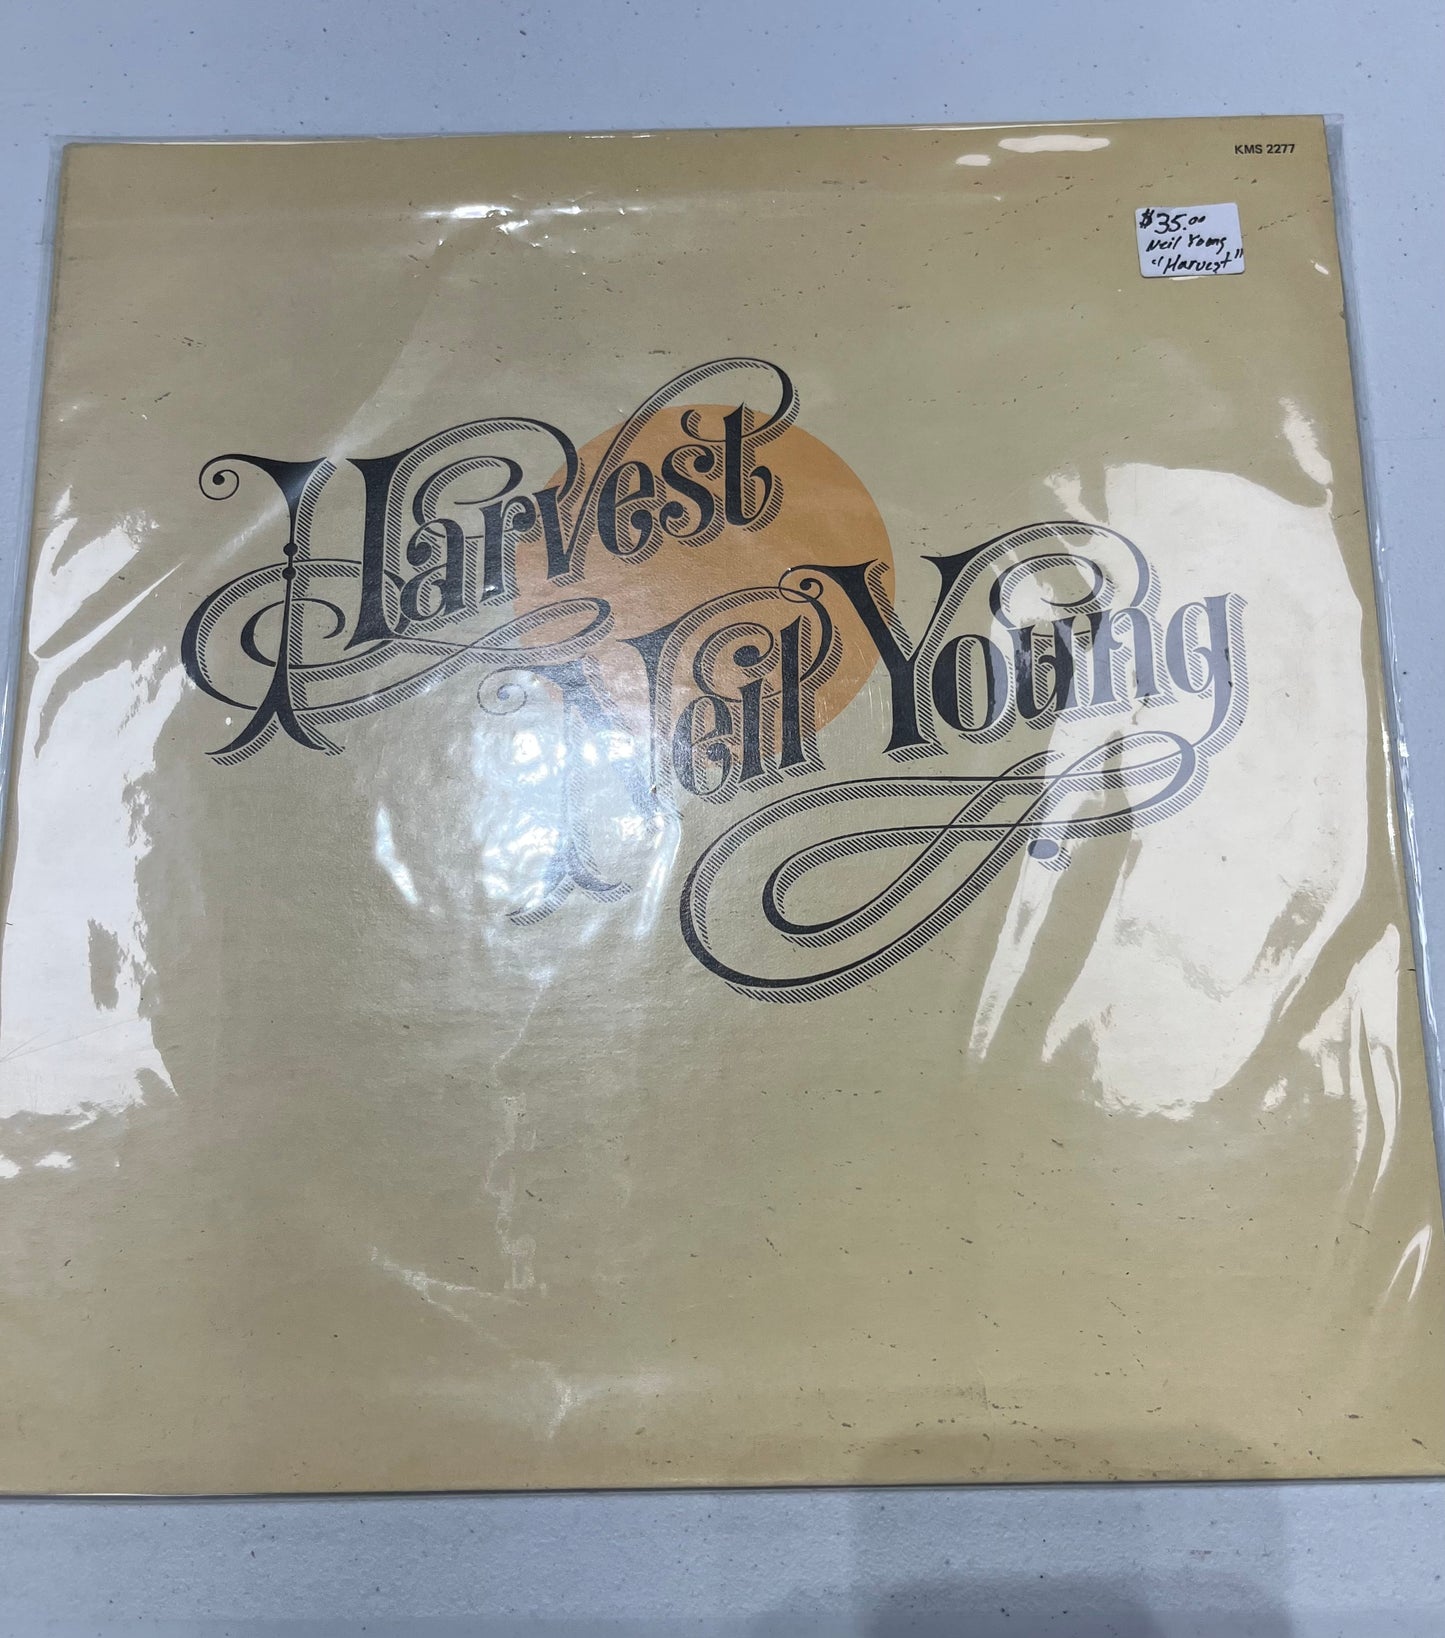 KMS 2277
$35.00
Neil Young
"Harvest"
Harvest
Neil Young